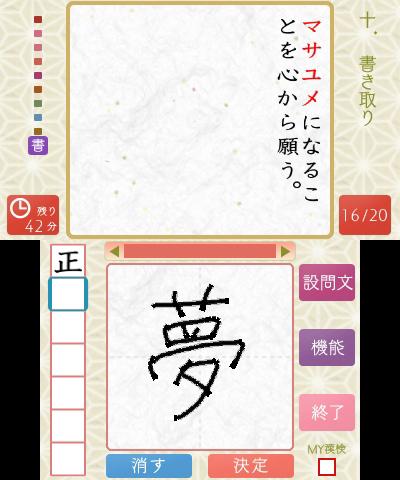 十.　書き取り
マサユメになるこ
とを心から願う。
書
残り
42分
16/20
正
夢
設問文
機能
終了
MY漢検
消す
決定